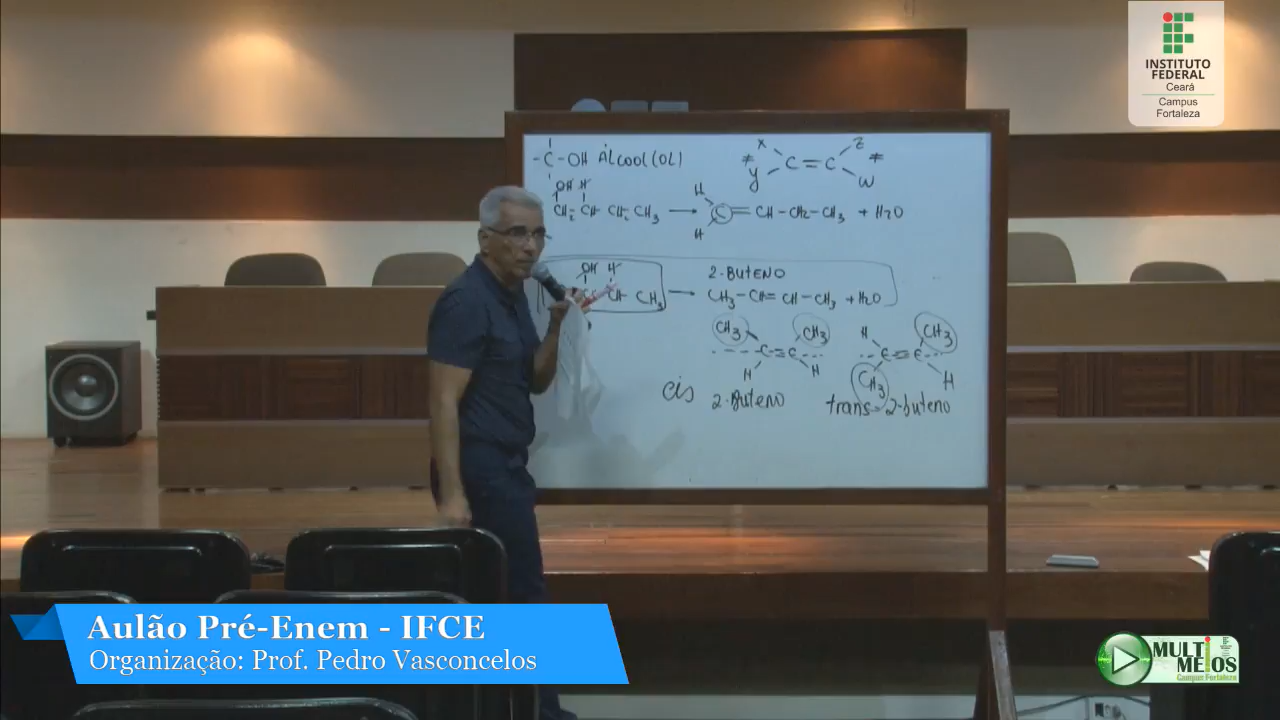 INSTITUTO
FEDERAL
Ceará
Campus
Fortaleza
- C - OH Álcool (OL)
X Z
* C = C *
y W
OH H
CH₂ - CH - CH₂ CH₃ → C = CH - CH₂ - CH₃ + H₂O
H
H
OH H
CH CH₃ → CH₃ - CH = CH - CH₃ + H₂O
2-BUTENO
CH₃ CH₃ H CH₃
C = C C = C
H H CH₃ H
cis
2-Buteno trans-2-buteno
Aulão Pré-Enem - IFCE
Organização: Prof. Pedro Vasconcelos
MULTIMEIOS
Campus Fortaleza